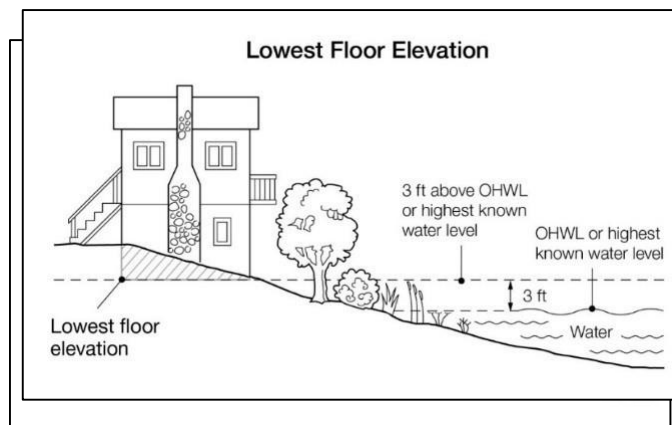 Lowest Floor Elevation
3 ft above OHWL
or highest known
water level
OHWL or highest
known water level
3 ft
Water
Lowest floor
elevation